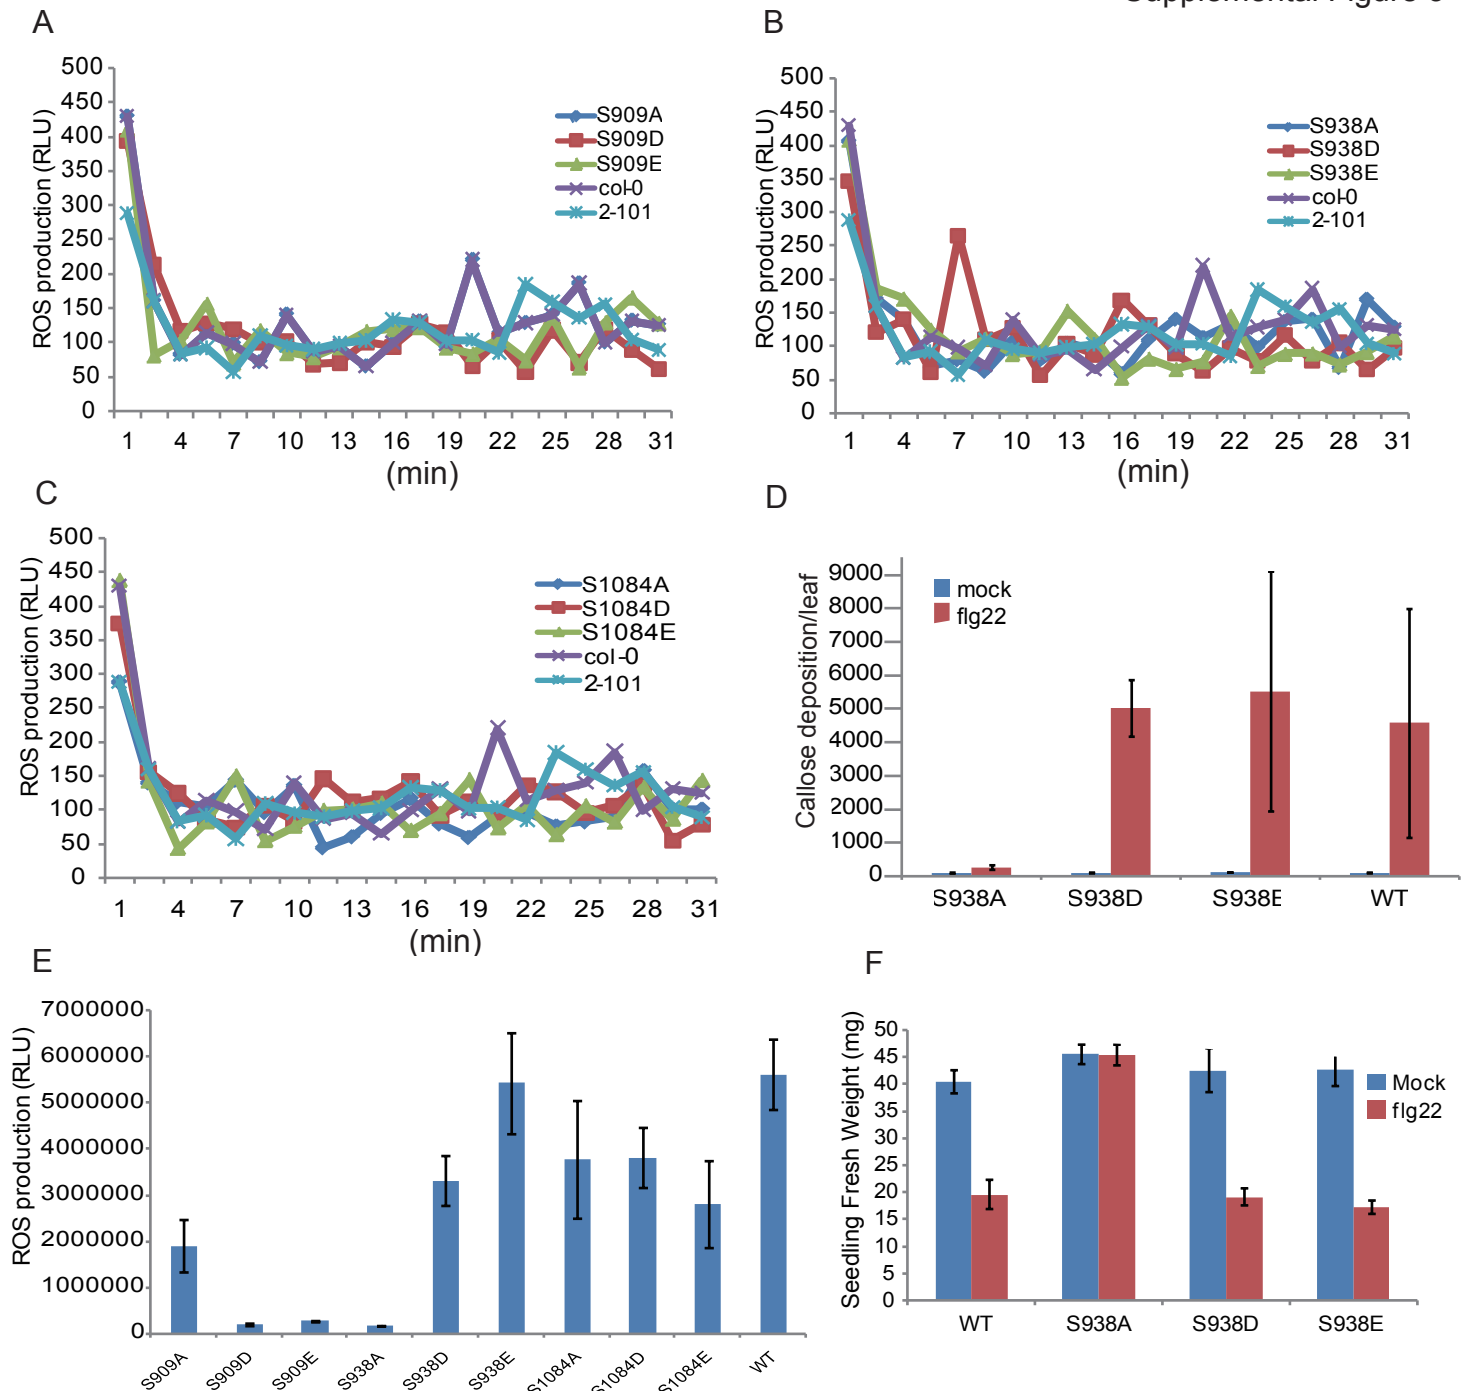 Supplemental Figure
A
ROS production (RLU)
500
450
400
350
300
250
200
150
100
50
0
S909A
S909D
S909E
col-0
2-101
1 4 7 10 13 16 19 22 25 28 31
(min)
B
ROS production (RLU)
500
450
400
350
300
250
200
150
100
50
0
S938A
S938D
S938E
col-0
2-101
1 4 7 10 13 16 19 22 25 28 31
(min)
C
ROS production (RLU)
500
450
400
350
300
250
200
150
100
50
0
S1084A
S1084D
S1084E
col-0
2-101
1 4 7 10 13 16 19 22 25 28 31
(min)
D
Callose deposition/leaf
9000
8000
7000
6000
5000
4000
3000
2000
1000
0
mock
flg22
S938A S938D S938E WT
E
ROS production (RLU)
7000000
6000000
5000000
4000000
3000000
2000000
1000000
0
S909A S909D S909E S938A S938D S938E S1084A S1084D S1084E WT
F
Seedling Fresh Weight (mg)
50
45
40
35
30
25
20
15
10
5
0
Mock
flg22
WT S938A S938D S938E